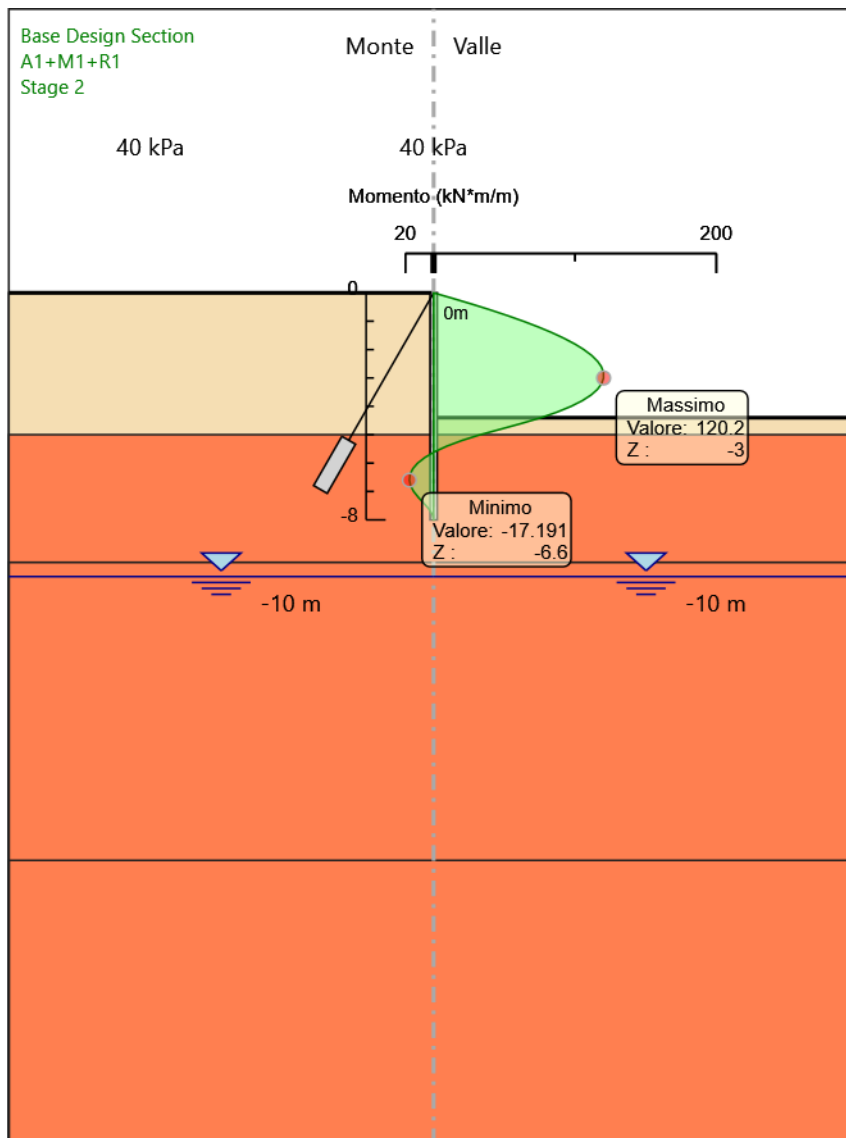 Base Design Section
A1+M1+R1
Stage 2
Monte Valle
40 kPa 40 kPa
Momento (kN*m/m)
20 200
0
0m
Massimo
Valore: 120.2
Z : -3
-8
Minimo
Valore: -17.191
Z : -6.6
-10 m -10 m